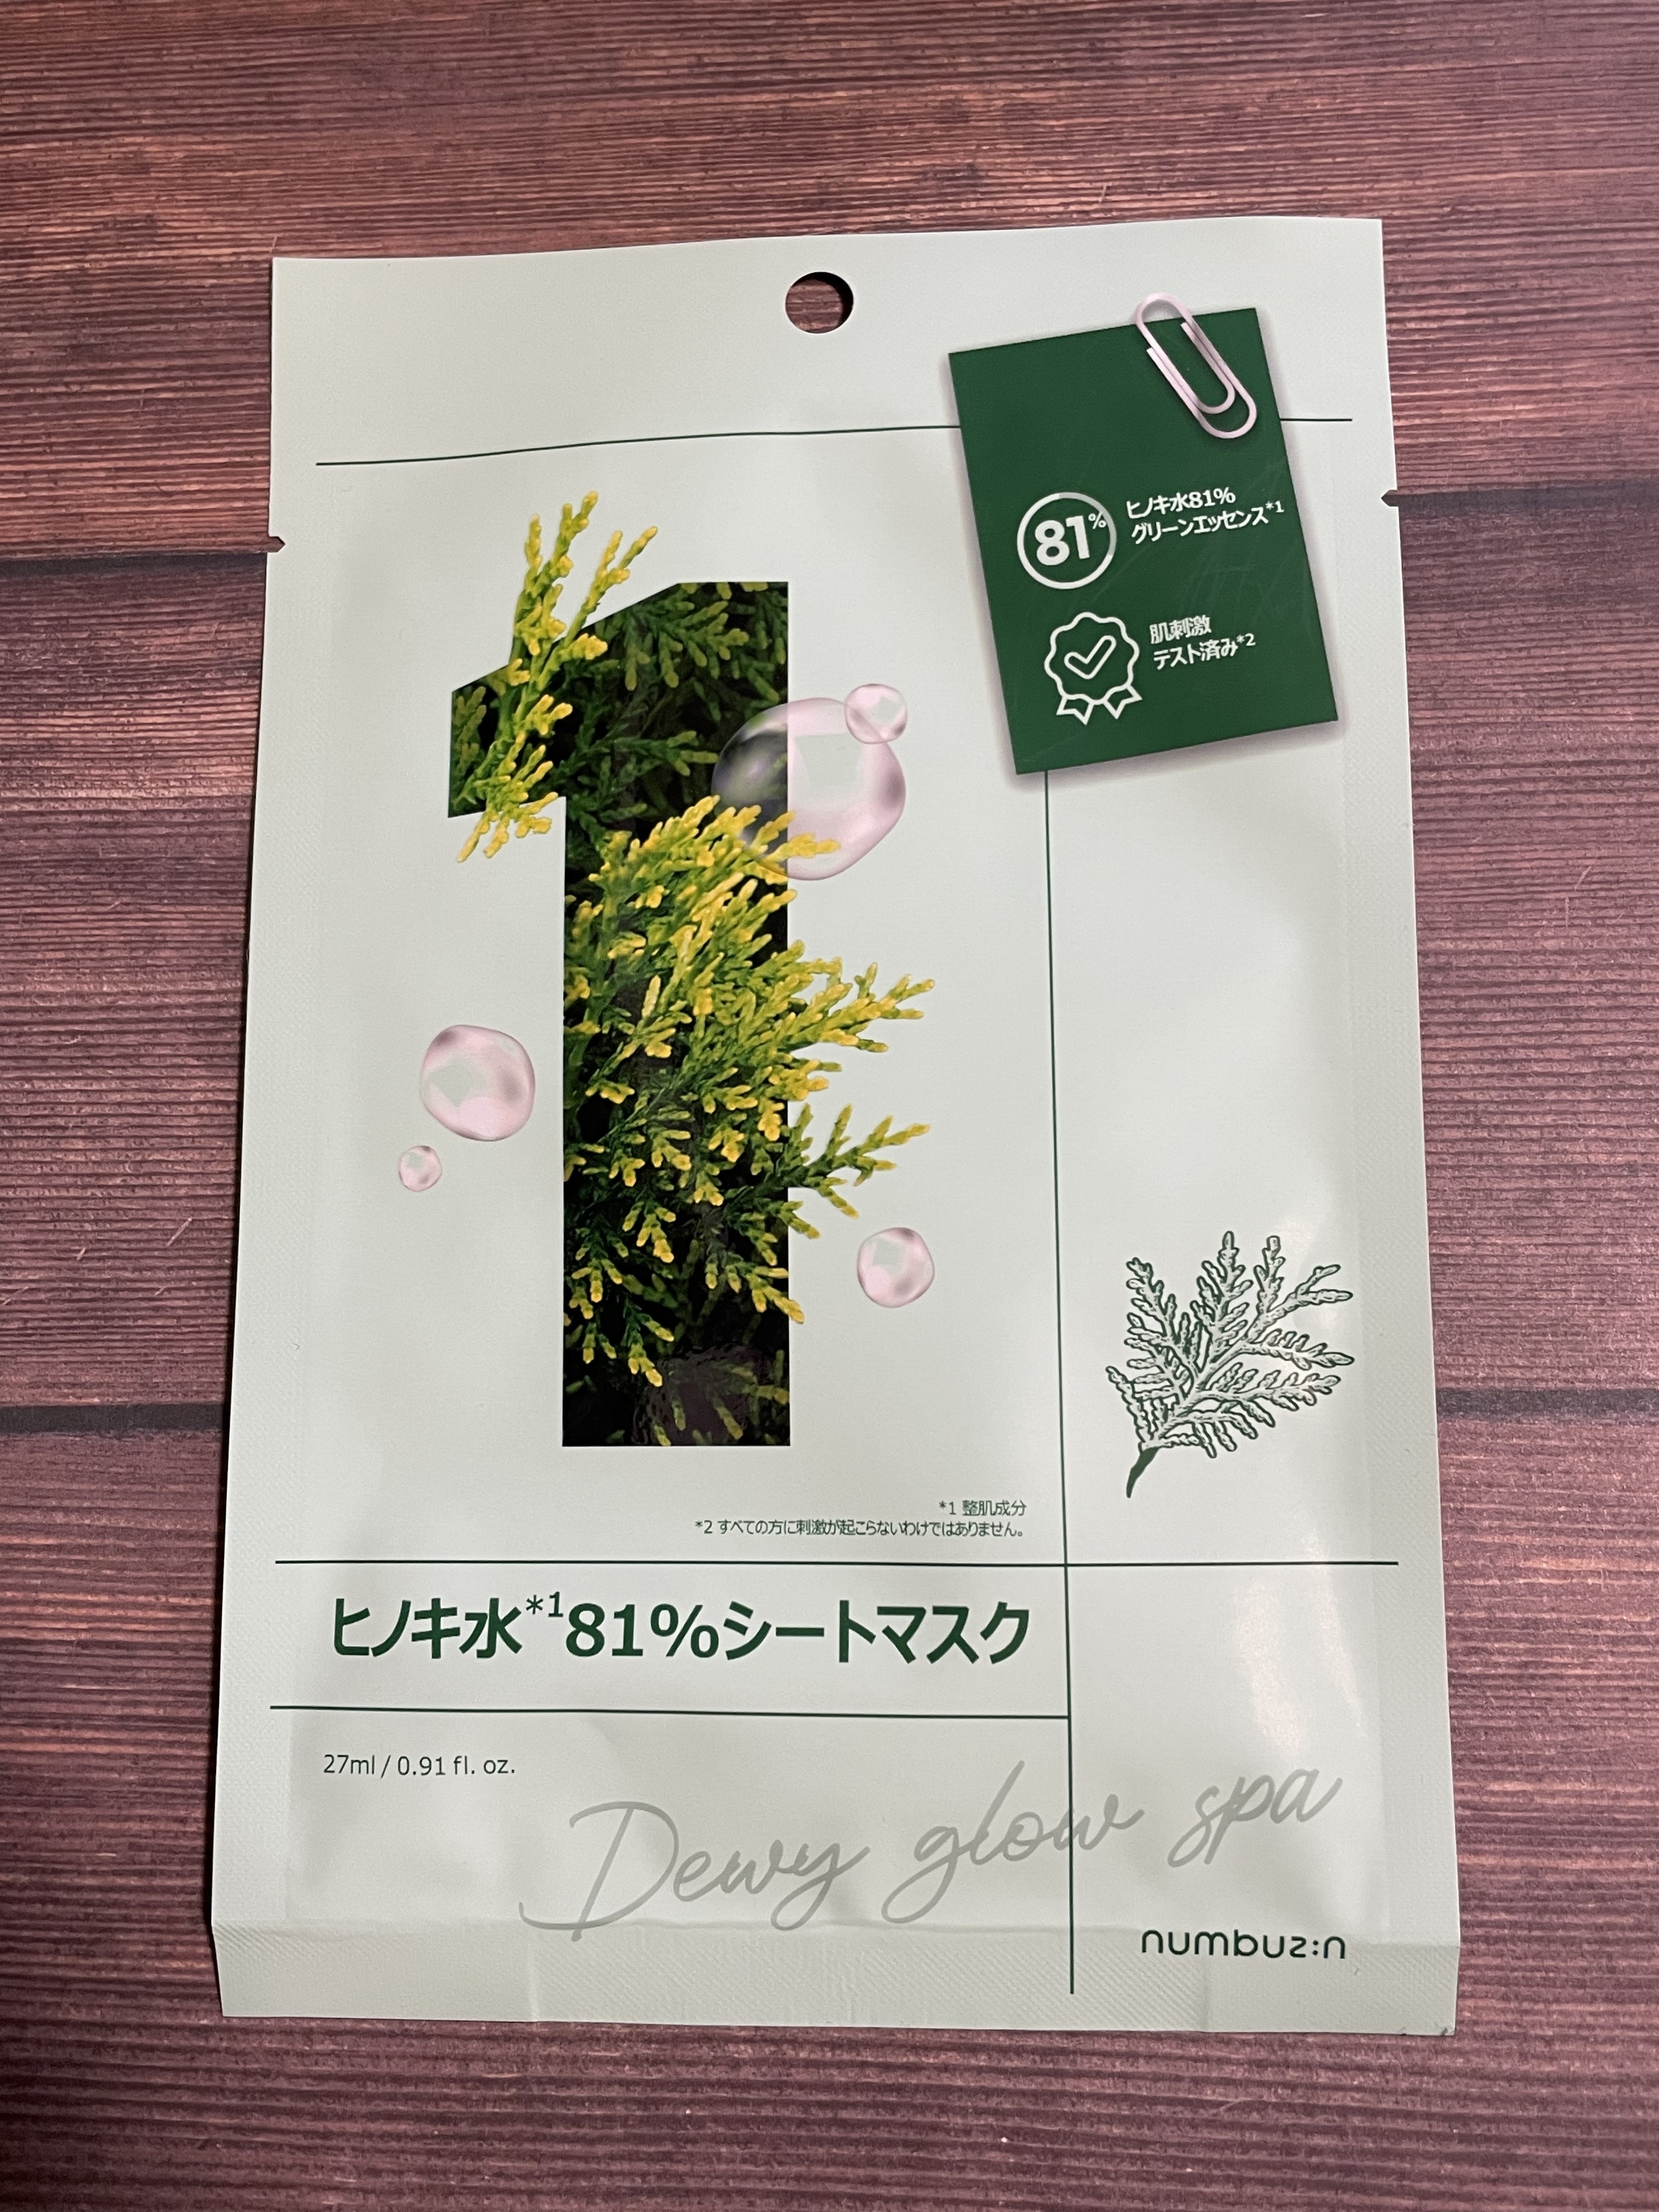 81%
ヒノキ水81%
グリーンエッセンス*1
肌刺激
テスト済み*2
*1 整肌成分
*2 すべての方に刺激が起こらないわけではありません。
ヒノキ水*1 81%シートマスク
27ml / 0.91 fl. oz.
Dewy glow spa
numbuz:n